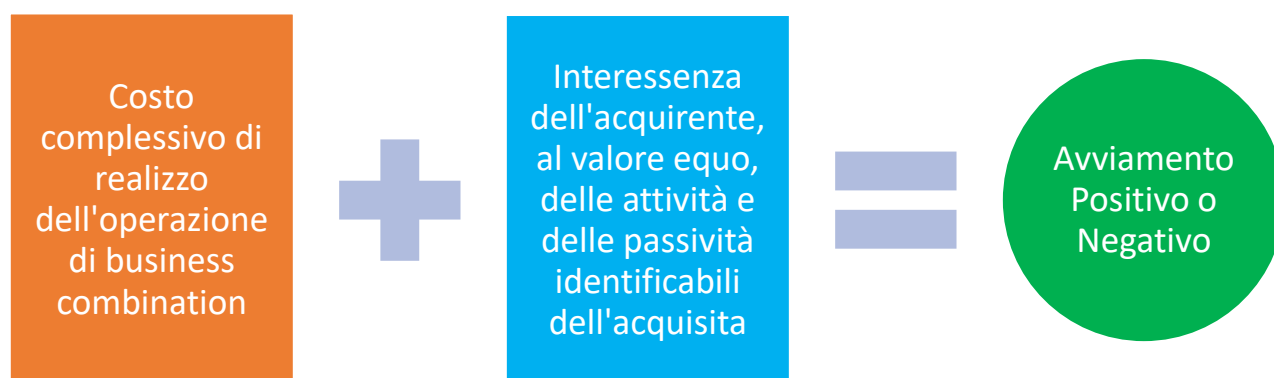 Costo
complessivo di
realizzo
dell'operazione
di business
combination
Interessenza
dell'acquirente,
al valore equo,
delle attività e
delle passività
identificabili
dell'acquisita
Avviamento
Positivo o
Negativo